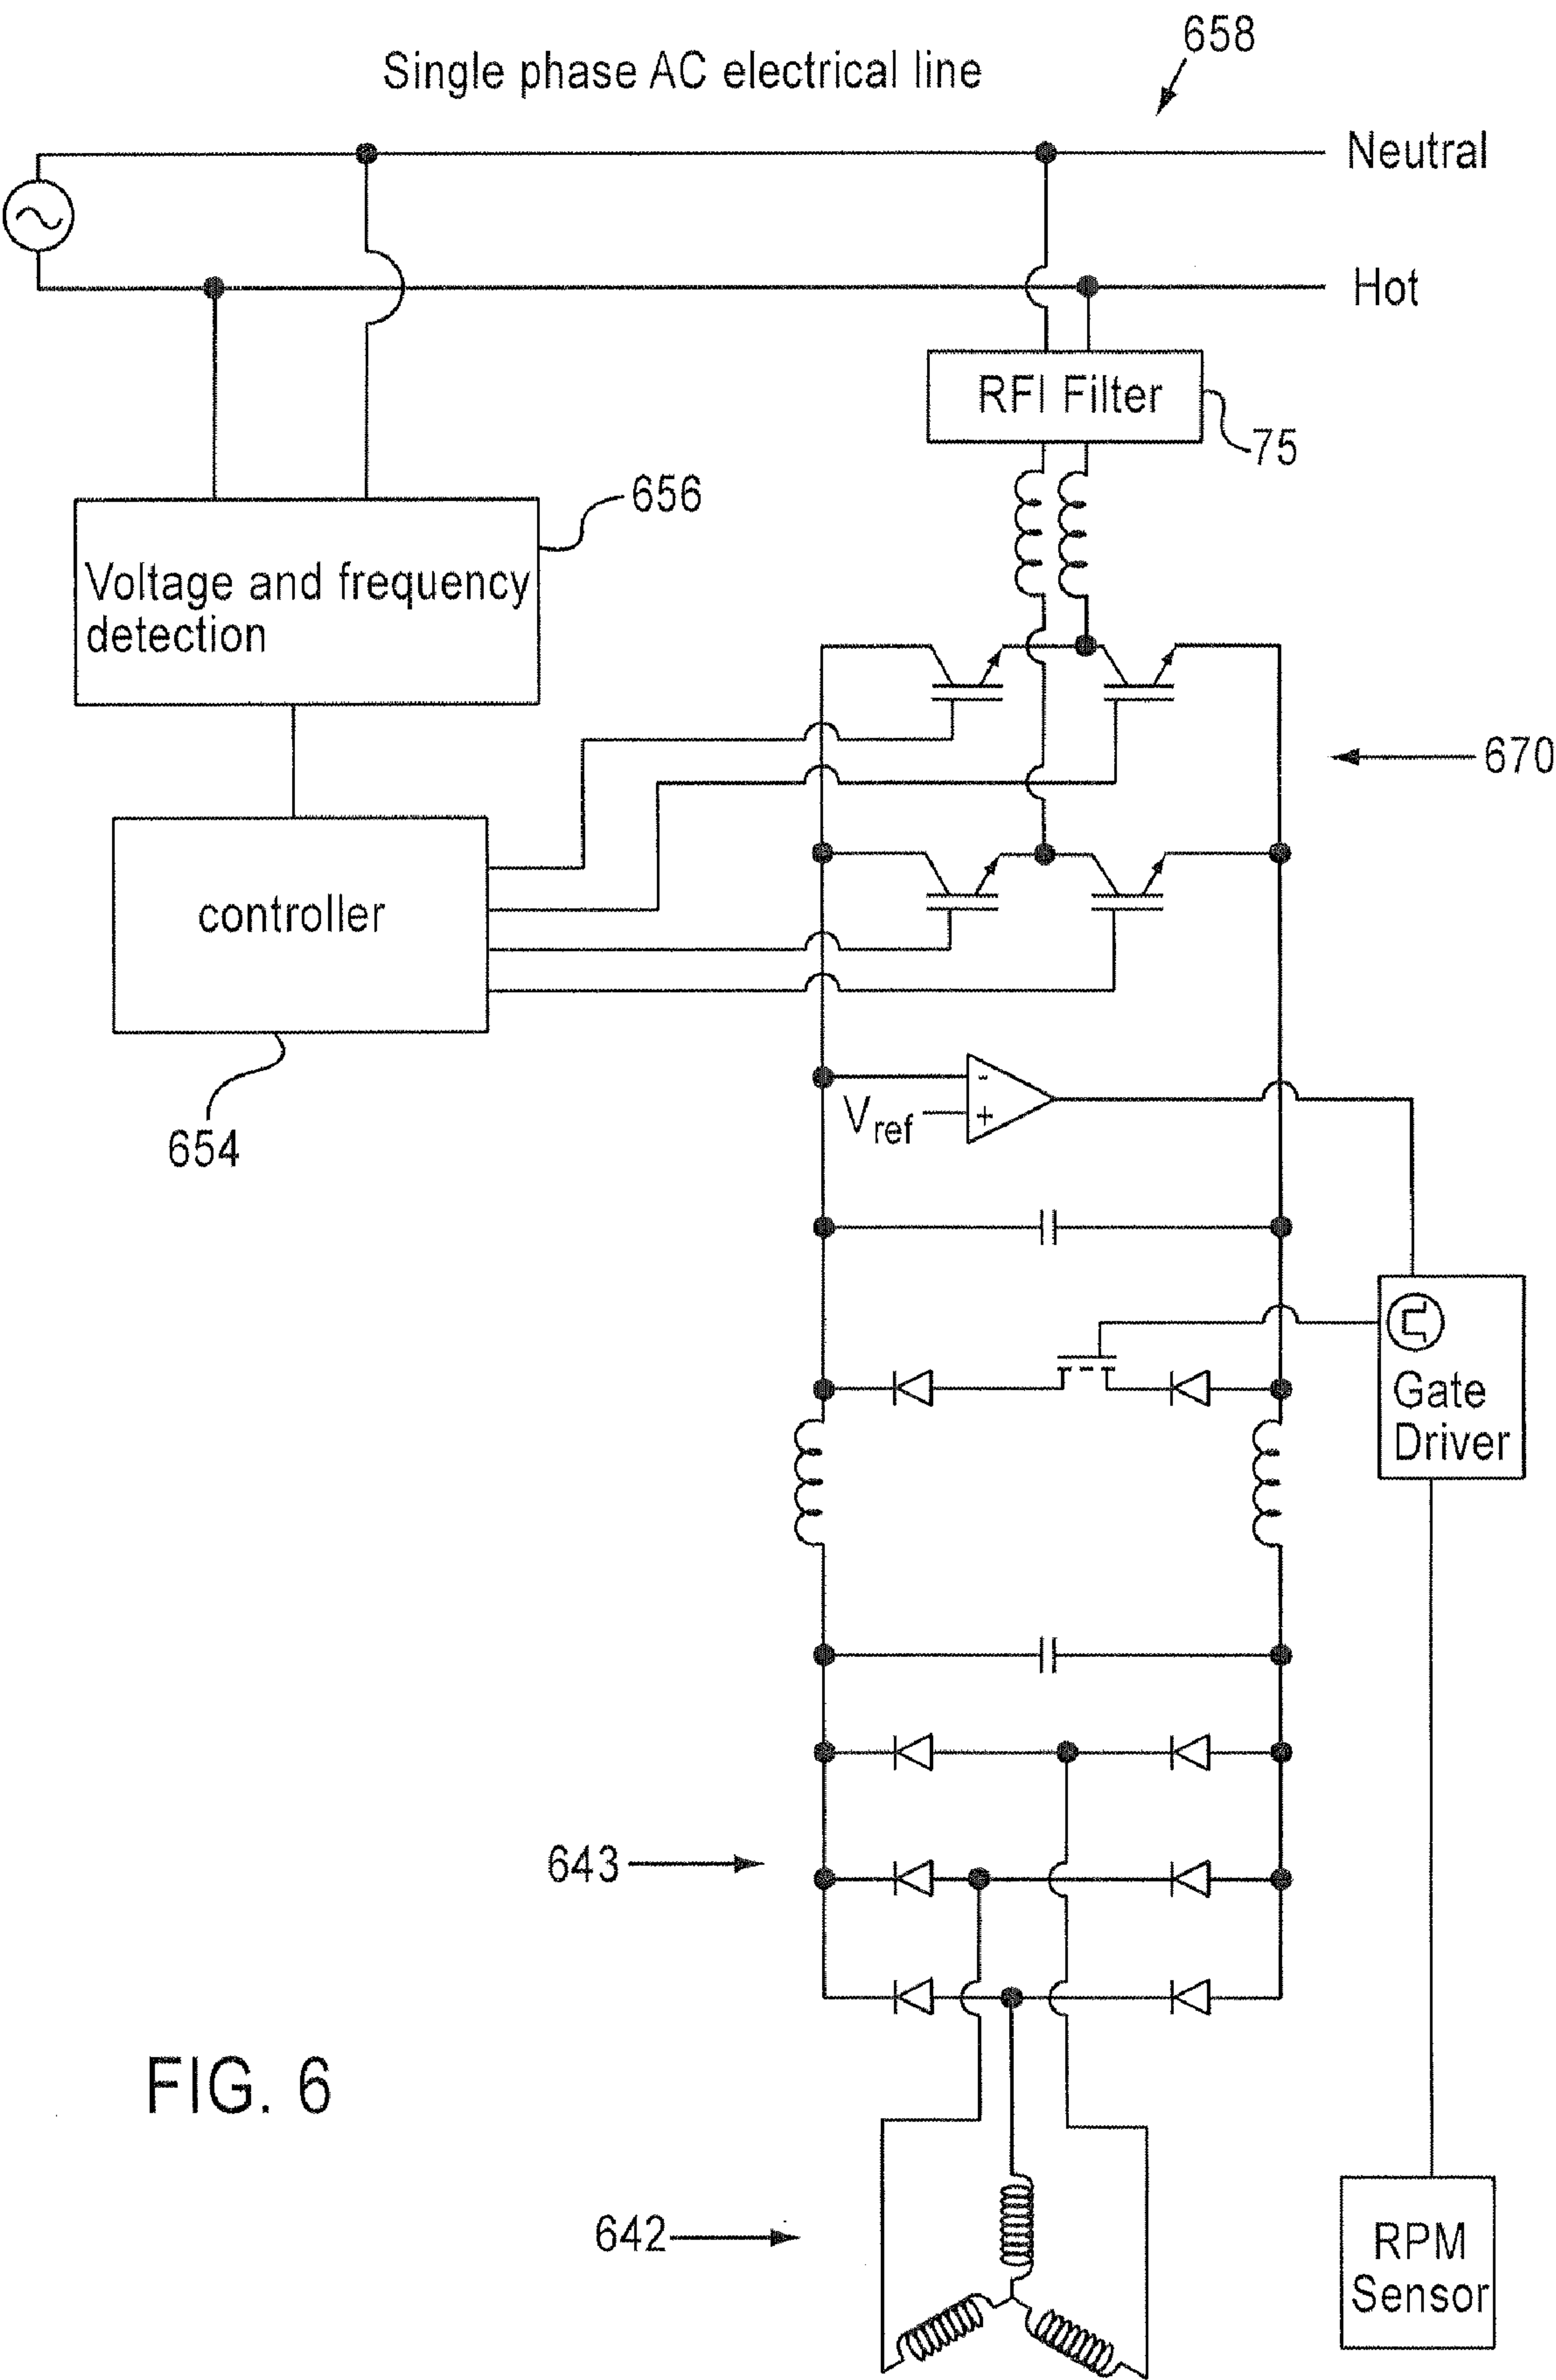 658
Single phase AC electrical line
Neutral
Hot
RFI Filter
75
656
Voltage and frequency
detection
670
controller
-
Vref
+
654
Gate
Driver
643
FIG. 6
642
RPM
Sensor